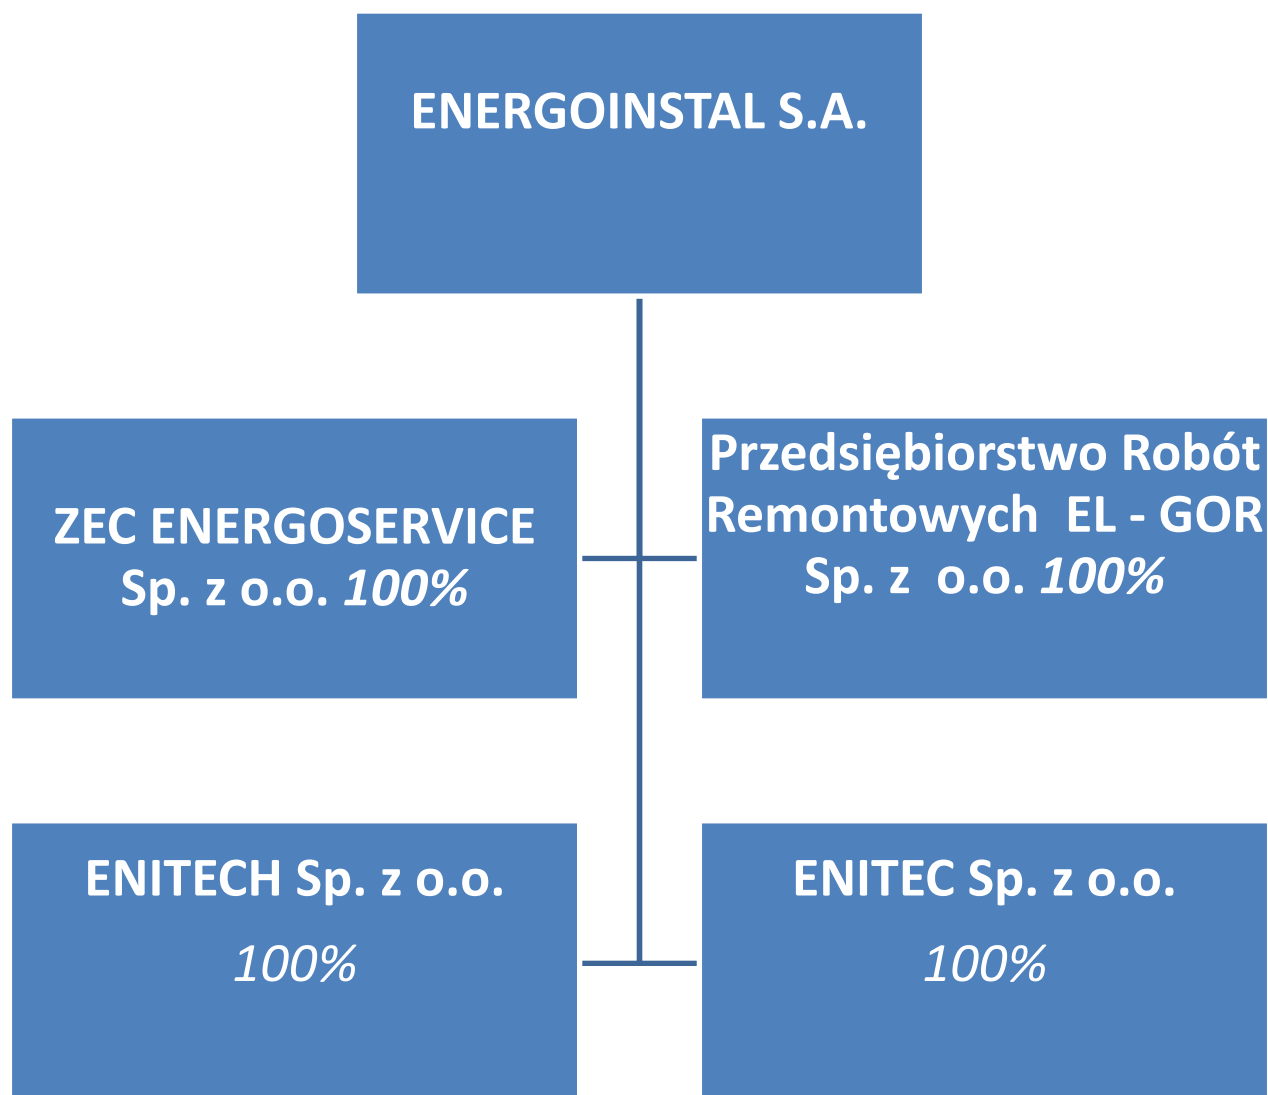 ENERGOINSTAL S.A.
ZEC ENERGOSERVICE
Sp. z o.o. 100%
Przedsiębiorstwo Robót
Remontowych EL - GOR
Sp. z o.o. 100%
ENITECH Sp. z o.o.
100%
ENITEC Sp. z o.o.
100%